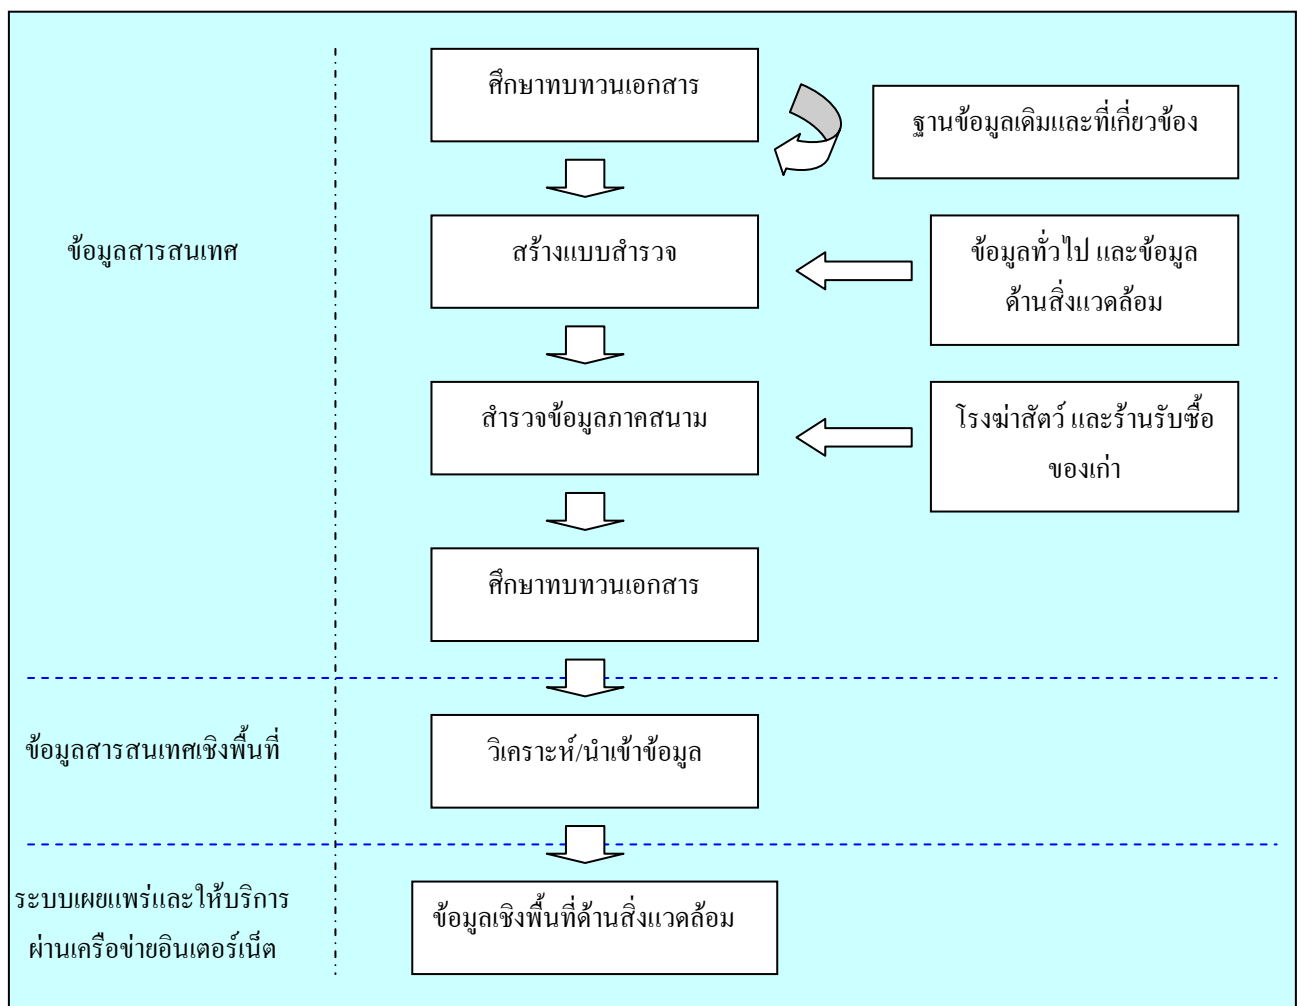 ศึกษาทบทวนเอกสาร
ฐานข้อมูลเดิมและที่เกี่ยวข้อง
ข้อมูลสารสนเทศ
สร้างแบบสำรวจ
ข้อมูลทั่วไป และข้อมูล
ด้านสิ่งแวดล้อม
สำรวจข้อมูลภาคสนาม
โรงฆ่าสัตว์ และร้านรับซื้อ
ของเก่า
ศึกษาทบทวนเอกสาร
ข้อมูลสารสนเทศเชิงพื้นที่
วิเคราะห์/นำเข้าข้อมูล
ระบบเผยแพร่และให้บริการ
ผ่านเครือข่ายอินเตอร์เน็ต
ข้อมูลเชิงพื้นที่ด้านสิ่งแวดล้อม